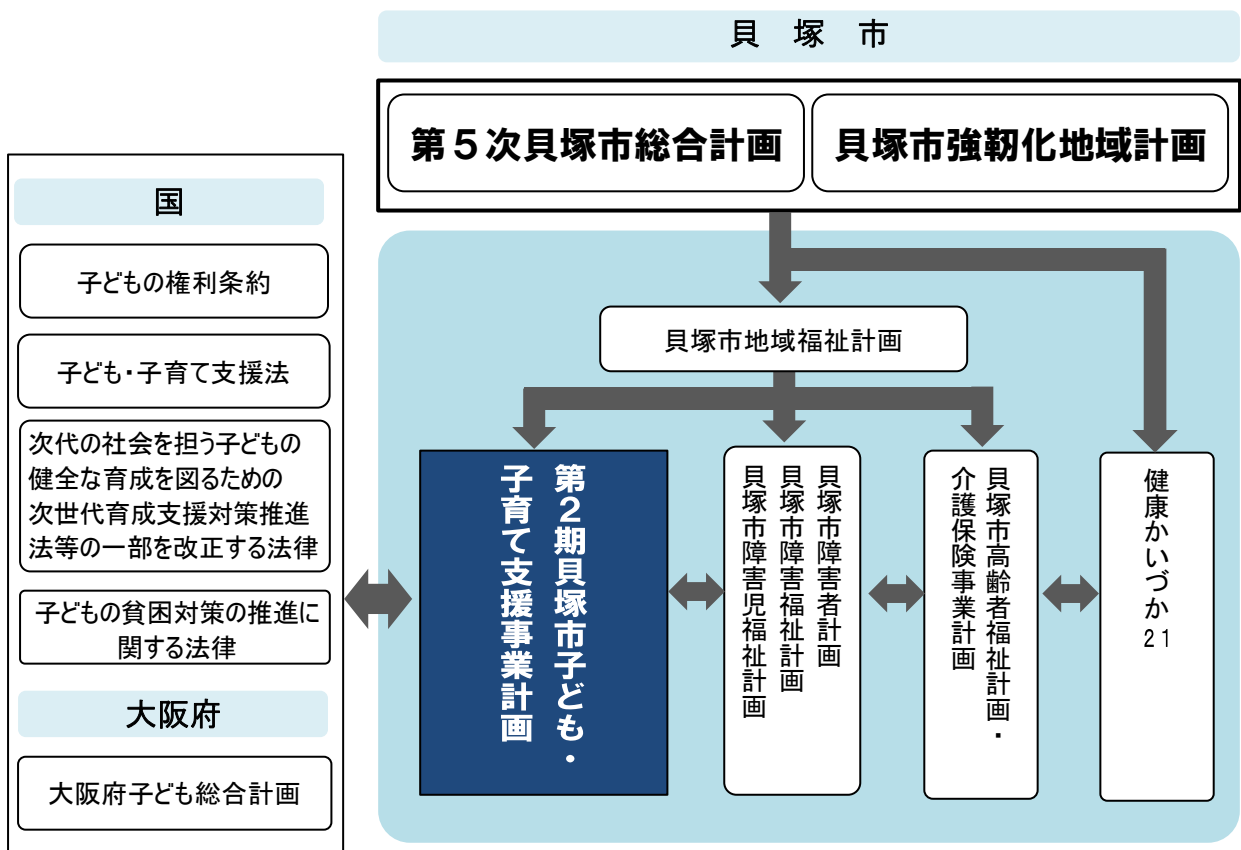 貝 塚 市
第５次貝塚市総合計画
貝塚市強靭化地域計画
国
子どもの権利条約
子ども・子育て支援法
次代の社会を担う子どもの
健全な育成を図るための
次世代育成支援対策推進
法等の一部を改正する法律
子どもの貧困対策の推進に
関する法律
大阪府
大阪府子ども総合計画
貝塚市地域福祉計画
第２期貝塚市子ども・
子育て支援事業計画
貝塚市障害者計画
貝塚市障害福祉計画
貝塚市障害児福祉計画
貝塚市高齢者福祉計画・
介護保険事業計画
健康かいづか21